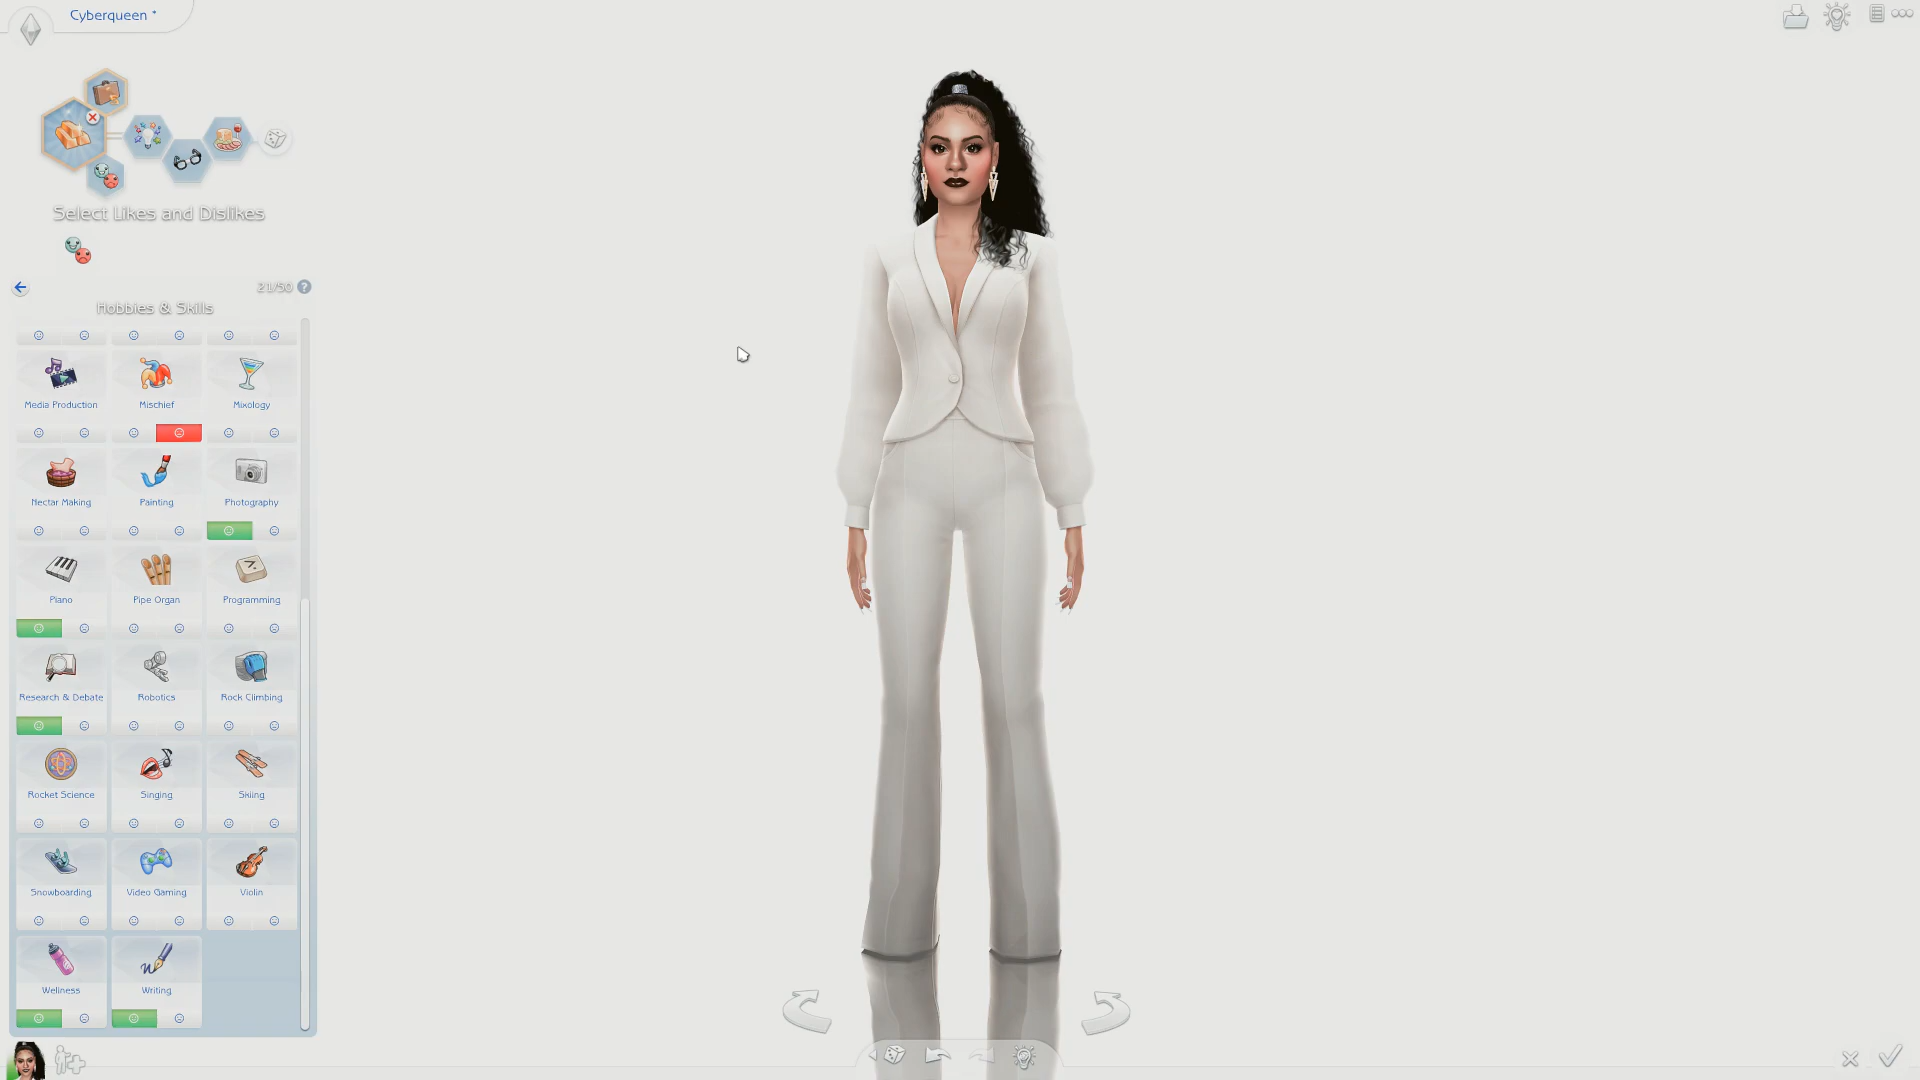 Cyberqueen *
Select Likes and Dislikes
21/50 ?
Hobbies & Skills
Media Production
Mischief
Mixology
Nectar Making
Painting
Photography
Piano
Pipe Organ
Programming
Research & Debate
Robotics
Rock Climbing
Rocket Science
Singing
Skiing
Snowboarding
Video Gaming
Violin
Wellness
Writing